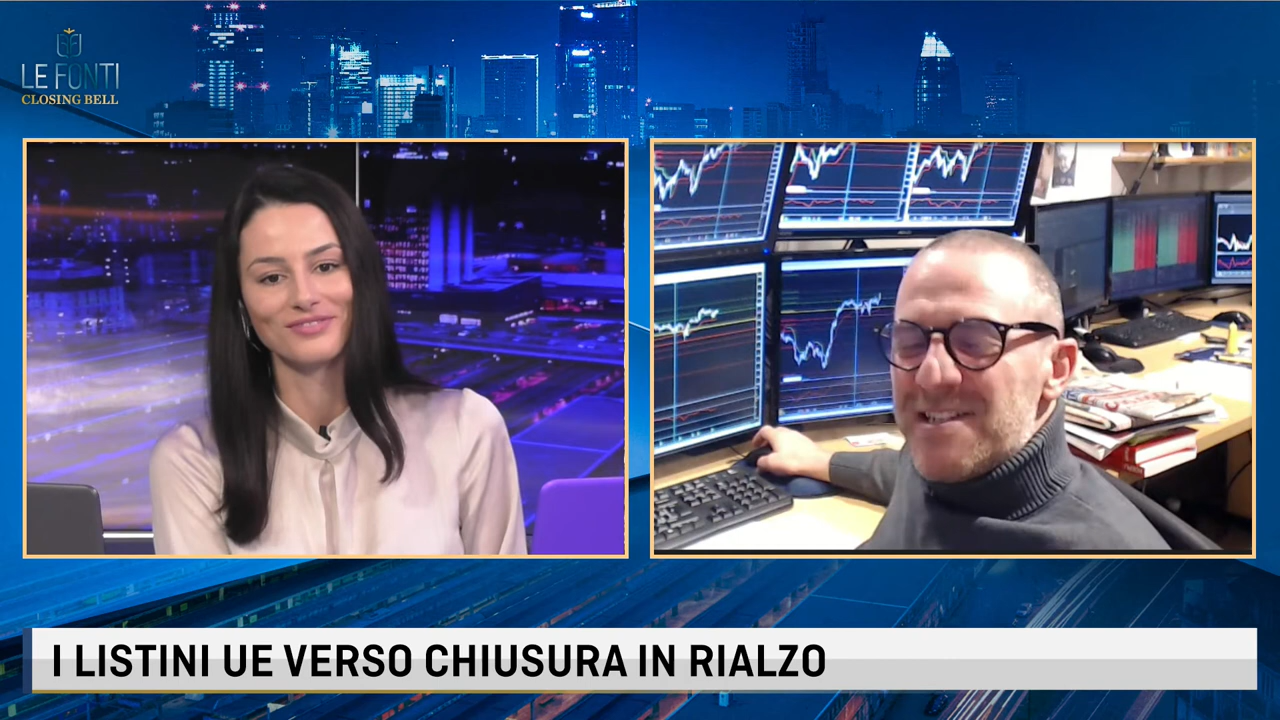 LE FONTI
CLOSING BELL
I LISTINI UE VERSO CHIUSURA IN RIALZO